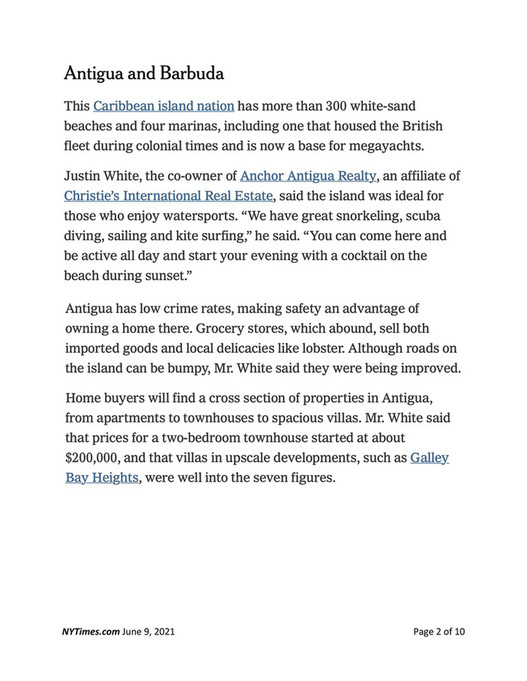 Antigua and Barbuda
This Caribbean island nation has more than 300 white-sand
beaches and four marinas, including one that housed the British
fleet during colonial times and is now a base for megayachts.
Justin White, the co-owner of Anchor Antigua Realty, an affiliate of
Christie’s International Real Estate, said the island was ideal for
those who enjoy watersports. “We have great snorkeling, scuba
diving, sailing and kite surfing,” he said. “You can come here and
be active all day and start your evening with a cocktail on the
beach during sunset.”
Antigua has low crime rates, making safety an advantage of
owning a home there. Grocery stores, which abound, sell both
imported goods and local delicacies like lobster. Although roads on
the island can be bumpy, Mr. White said they were being improved.
Home buyers will find a cross section of properties in Antigua,
from apartments to townhouses to spacious villas. Mr. White said
that prices for a two-bedroom townhouse started at about
$200,000, and that villas in upscale developments, such as Galley
Bay Heights, were well into the seven figures.
NYTimes.com June 9, 2021 Page 2 of 10